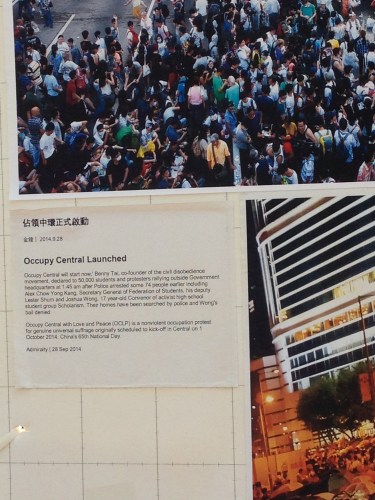 佔領中環正式啟動
金鐘 | 2014.9.28
Occupy Central Launched
Occupy Central will start now,' Benny Tai, co-founder of the civil disobedience
movement, declared to 50,000 students and protesters rallying outside Government
headquarters at 1:45 am after Police arrested some 74 people earlier including
Alex Chow Yong Kang, Secretary General of Federation of Students, his deputy
Lester Shum and Joshua Wong, 17 year-old Convenor of activist high school
student group Scholarism. Their homes have been searched by police and Wong's
bail denied.
Occupy Central with Love and Peace (OCLP) is a nonviolent occupation protest
for genuine universal suffrage originally scheduled to kick-off in Central on 1
October 2014, China's 65th National Day
Admiralty | 28 Sep 2014